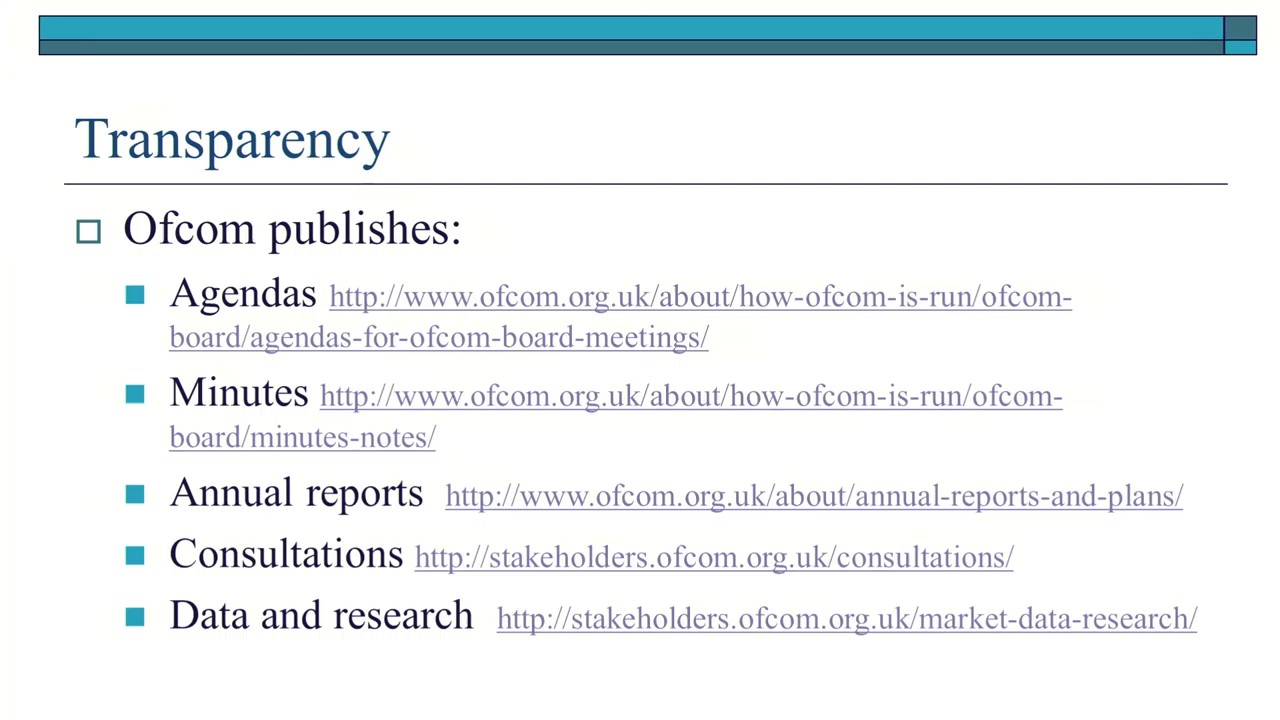 Transparency
Ofcom publishes:
Agendas http://www.ofcom.org.uk/about/how-ofcom-is-run/ofcom-
board/agendas-for-ofcom-board-meetings/
Minutes http://www.ofcom.org.uk/about/how-ofcom-is-run/ofcom-
board/minutes-notes/
Annual reports http://www.ofcom.org.uk/about/annual-reports-and-plans/
Consultations http://stakeholders.ofcom.org.uk/consultations/
Data and research http://stakeholders.ofcom.org.uk/market-data-research/